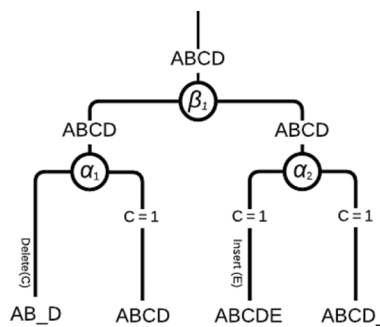 ABCD
β1
ABCD
ABCD
α1
α2
C = 1
C = 1
C = 1
Delete(C)
Insert (E)
AB_D
ABCD
ABCDE
ABCD_